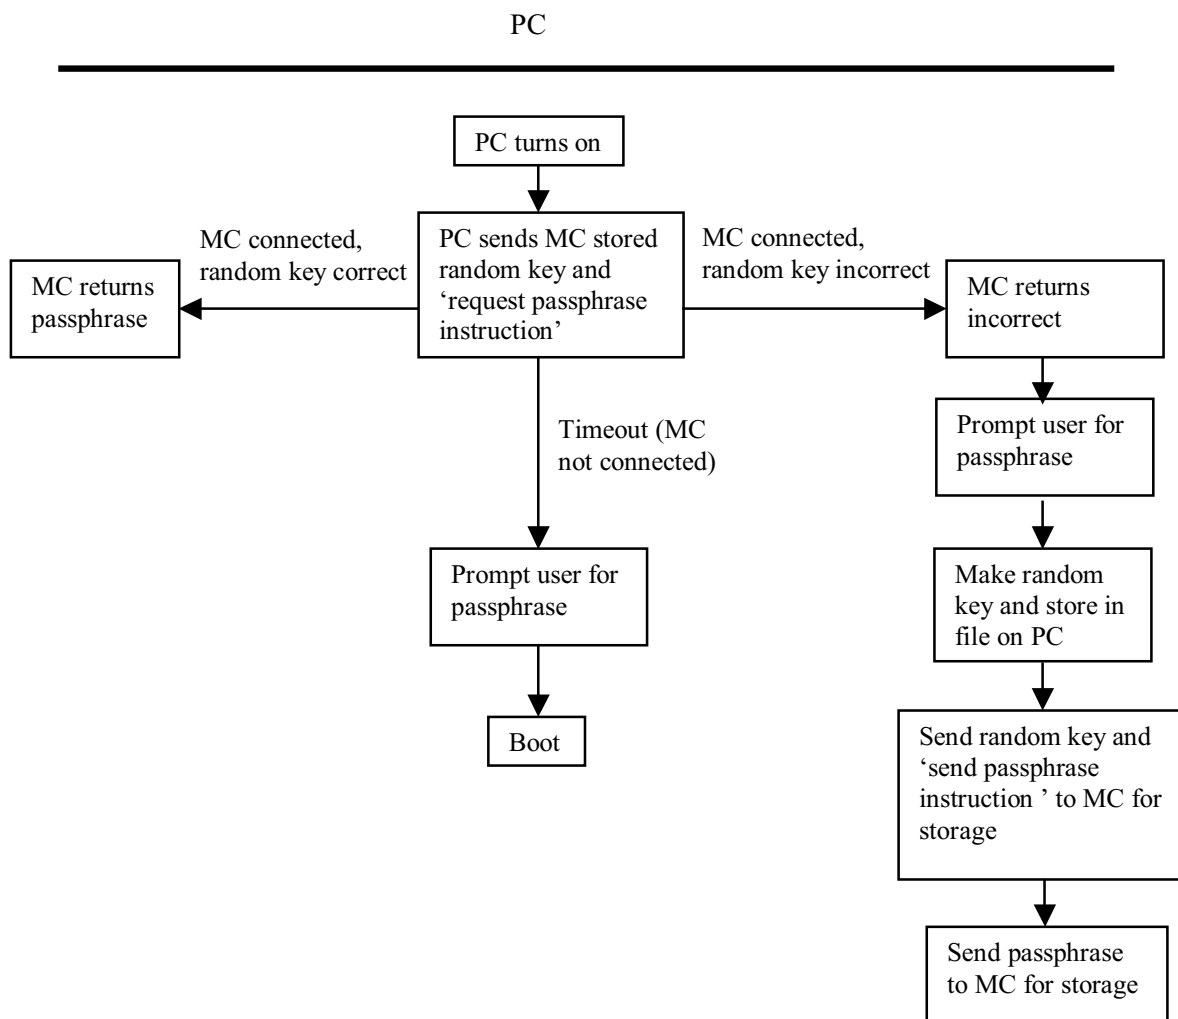 PC
PC turns on
MC connected,
random key correct
PC sends MC stored
random key and
‘request passphrase
instruction’
MC connected,
random key incorrect
MC returns
passphrase
MC returns
incorrect
Timeout (MC
not connected)
Prompt user for
passphrase
Prompt user for
passphrase
Boot
Make random
key and store in
file on PC
Send random key and
‘send passphrase
instruction ’ to MC for
storage
Send passphrase
to MC for storage